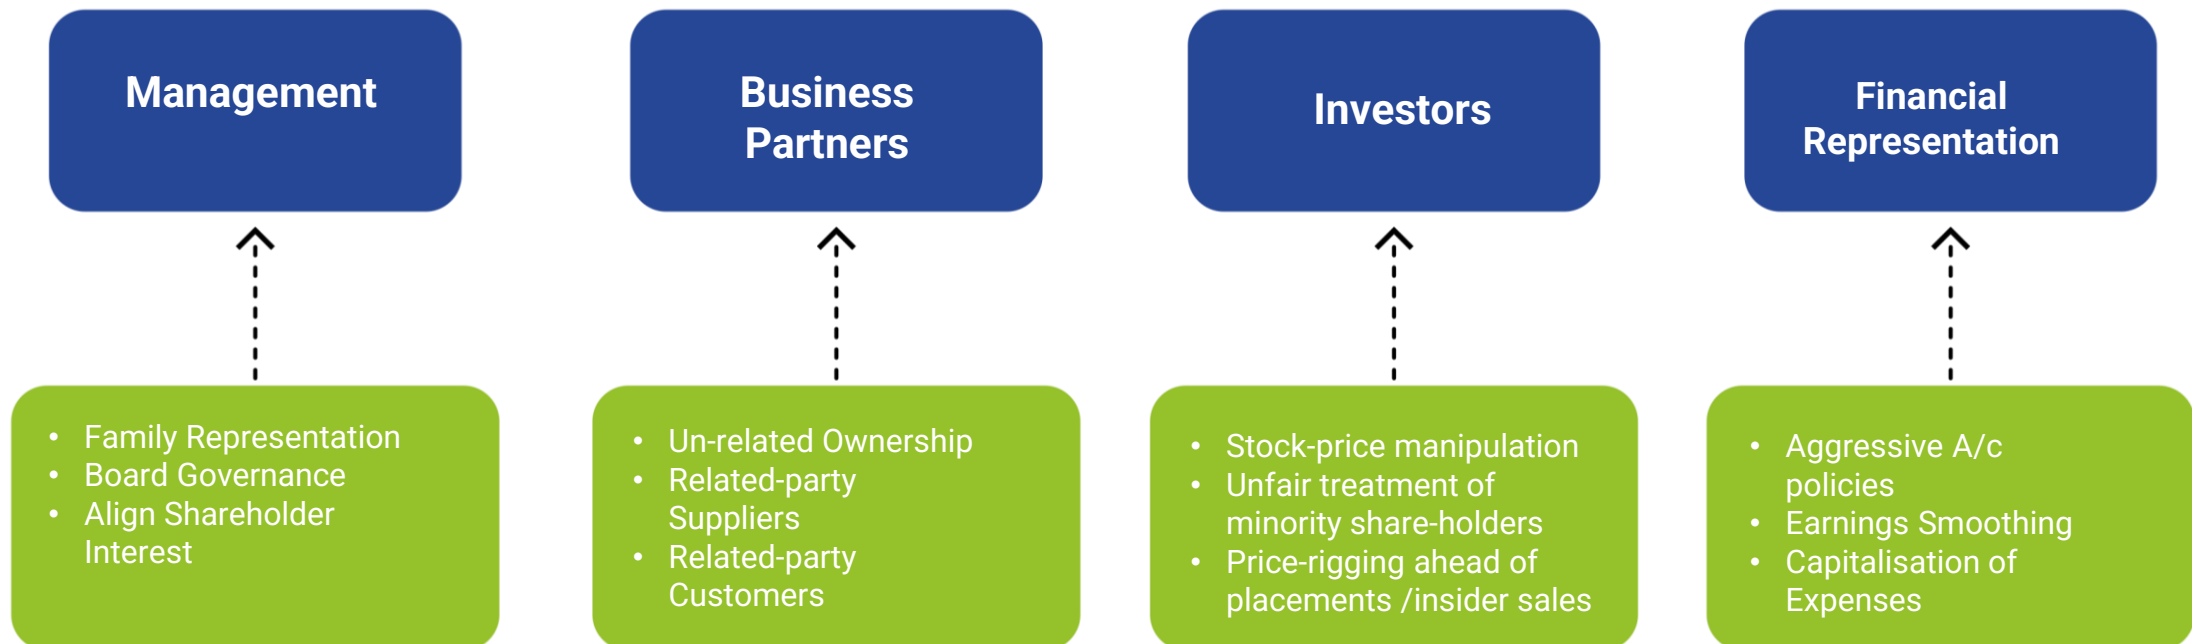 Management
Business
Partners
Investors
Financial
Representation
• Family Representation
• Board Governance
• Align Shareholder
Interest
• Un-related Ownership
• Related-party
Suppliers
• Related-party
Customers
• Stock-price manipulation
• Unfair treatment of
minority share-holders
• Price-rigging ahead of
placements /insider sales
• Aggressive A/c
policies
• Earnings Smoothing
• Capitalisation of
Expenses